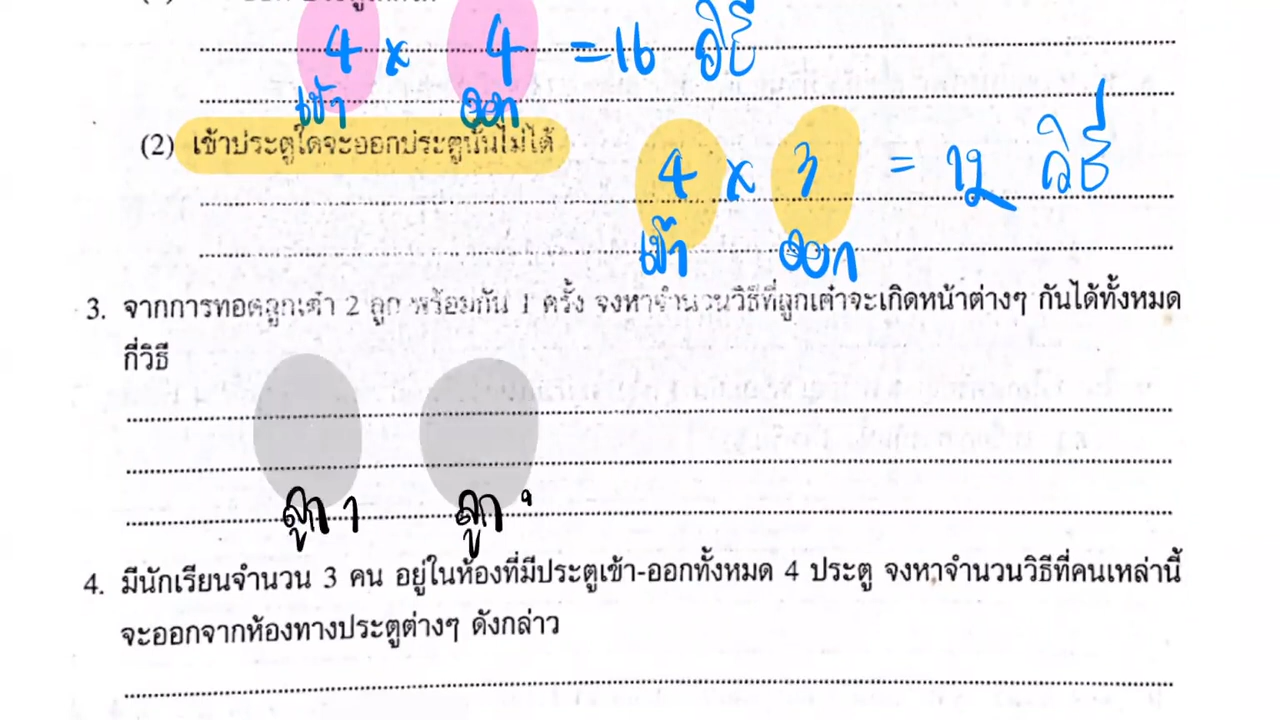 4 x 4 = 16 วิธี
เข้า ออก
(2) เข้าประตูใดจะออกประตูนั้นไม่ได้
4 x 3 = 12 วิธี
เข้า ออก
3. จากการทอดลูกเต๋า 2 ลูก พร้อมกัน 1 ครั้ง จงหาจำนวนวิธีที่ลูกเต๋าจะเกิดหน้าต่างๆ กันได้ทั้งหมด
กี่วิธี
ลูก 1 ลูก
4. มีนักเรียนจำนวน 3 คน อยู่ในห้องที่มีประตูเข้า-ออกทั้งหมด 4 ประตู จงหาจำนวนวิธีที่คนเหล่านี้
จะออกจากห้องทางประตูต่างๆ ดังกล่าว